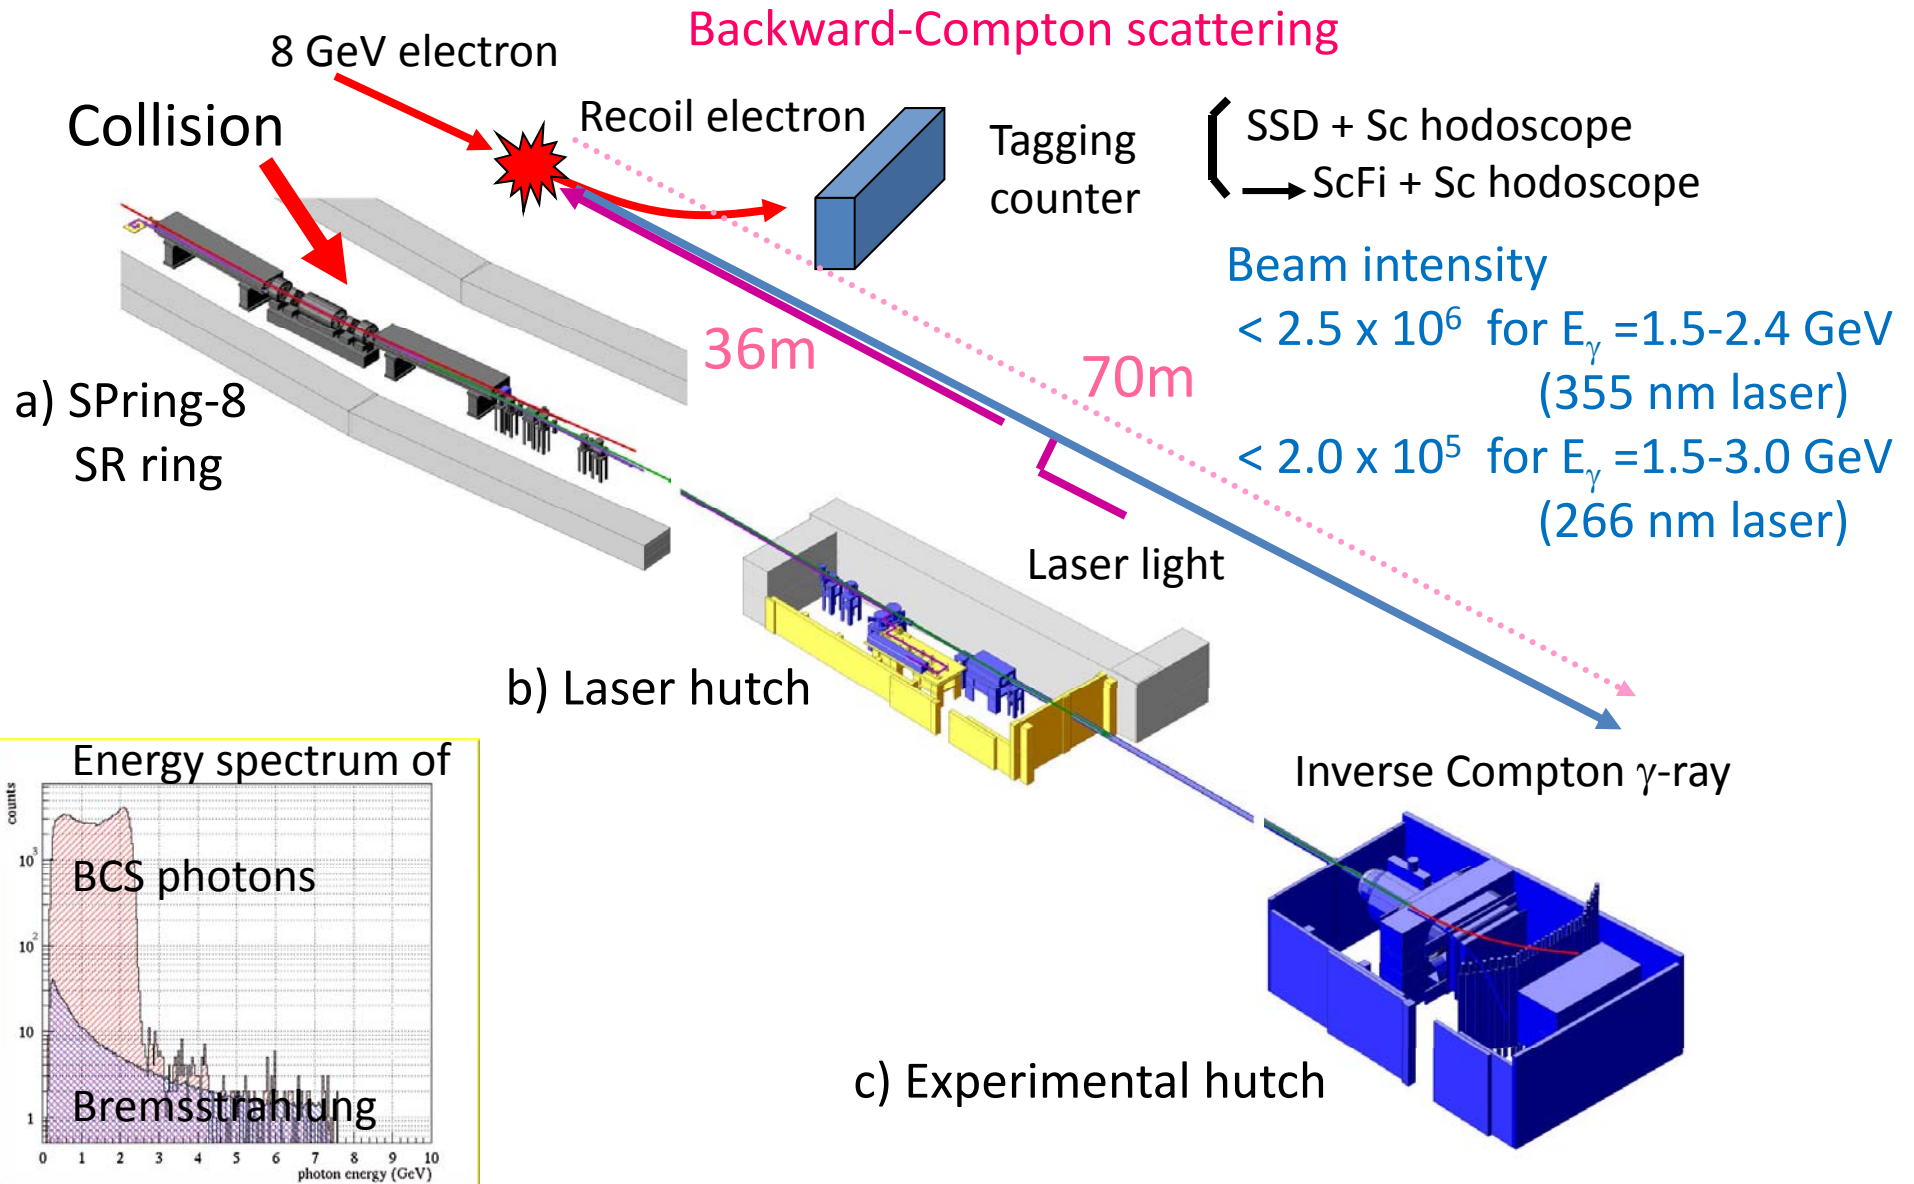 Backward-Compton scattering
8 GeV electron
Collision
Recoil electron
Tagging
counter
SSD + Sc hodoscope
ScFi + Sc hodoscope
Beam intensity
< 2.5 x 10⁶ for Eγ =1.5-2.4 GeV
(355 nm laser)
< 2.0 x 10⁵ for Eγ =1.5-3.0 GeV
(266 nm laser)
36m
70m
a) SPring-8
SR ring
Laser light
b) Laser hutch
Inverse Compton γ-ray
c) Experimental hutch
Energy spectrum of
counts
10³
BCS photons
10²
10
Bremsstrahlung
1
0 1 2 3 4 5 6 7 8 9 10
photon energy (GeV)